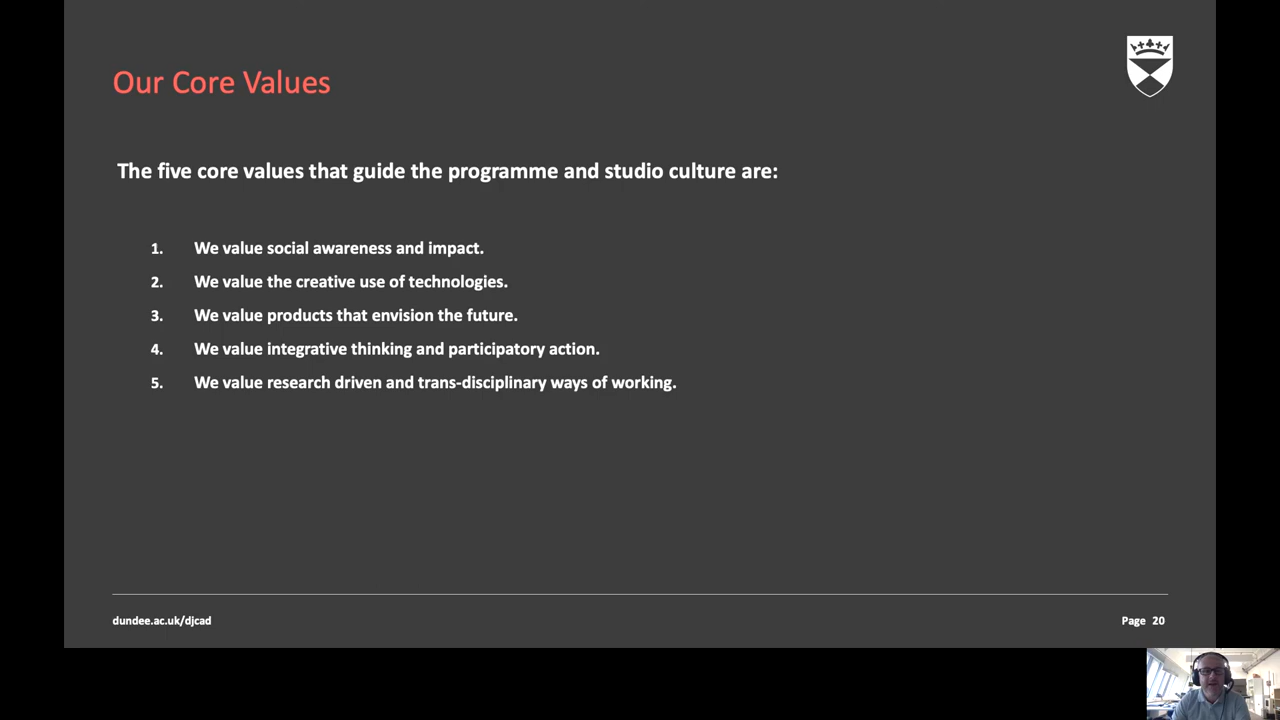 Our Core Values
The five core values that guide the programme and studio culture are:
1. We value social awareness and impact.
2. We value the creative use of technologies.
3. We value products that envision the future.
4. We value integrative thinking and participatory action.
5. We value research driven and trans-disciplinary ways of working.
dundee.ac.uk/djcad
Page 20